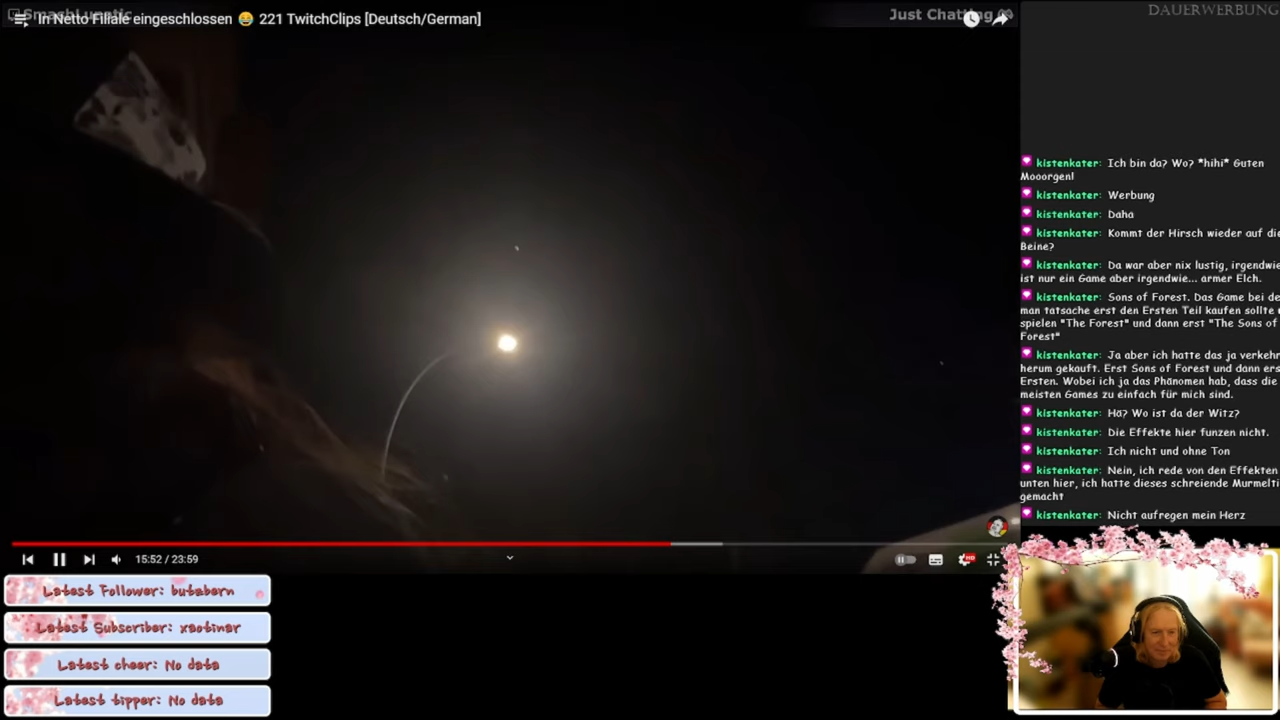 SmashLunatic
In Netto Filiale eingeschlossen 😂 221 TwitchClips [Deutsch/German]
Just Chatting
DAUERWERBUNG
kistenkater: Ich bin da? Wo? *hihi* Guten
Mooorgen!
kistenkater: Werbung
kistenkater: Daha
kistenkater: Kommt der Hirsch wieder auf die
Beine?
kistenkater: Da war aber nix lustig, irgendwie
ist nur ein Game aber irgendwie... armer Elch.
kistenkater: Sons of Forest. Das Game bei de
man tatsache erst den Ersten Teil kaufen sollte
spielen "The Forest" und dann erst "The Sons of
Forest"
kistenkater: Ja aber ich hatte das ja verkehr
herum gekauft. Erst Sons of Forest und dann ers
Ersten. Wobei ich ja das Phänomen hab, dass die
meisten Games zu einfach für mich sind.
kistenkater: Hä? Wo ist da der Witz?
kistenkater: Die Effekte hier funzen nicht.
kistenkater: Ich nicht und ohne Ton
kistenkater: Nein, ich rede von den Effekten
unten hier, ich hatte dieses schreiende Murmelti
gemacht
kistenkater: Nicht aufregen mein Herz
15:52 / 23:59
HD
Latest Follower: butabern
Latest Subscriber: xaotinar
Latest cheer: No data
Latest tipper: No data